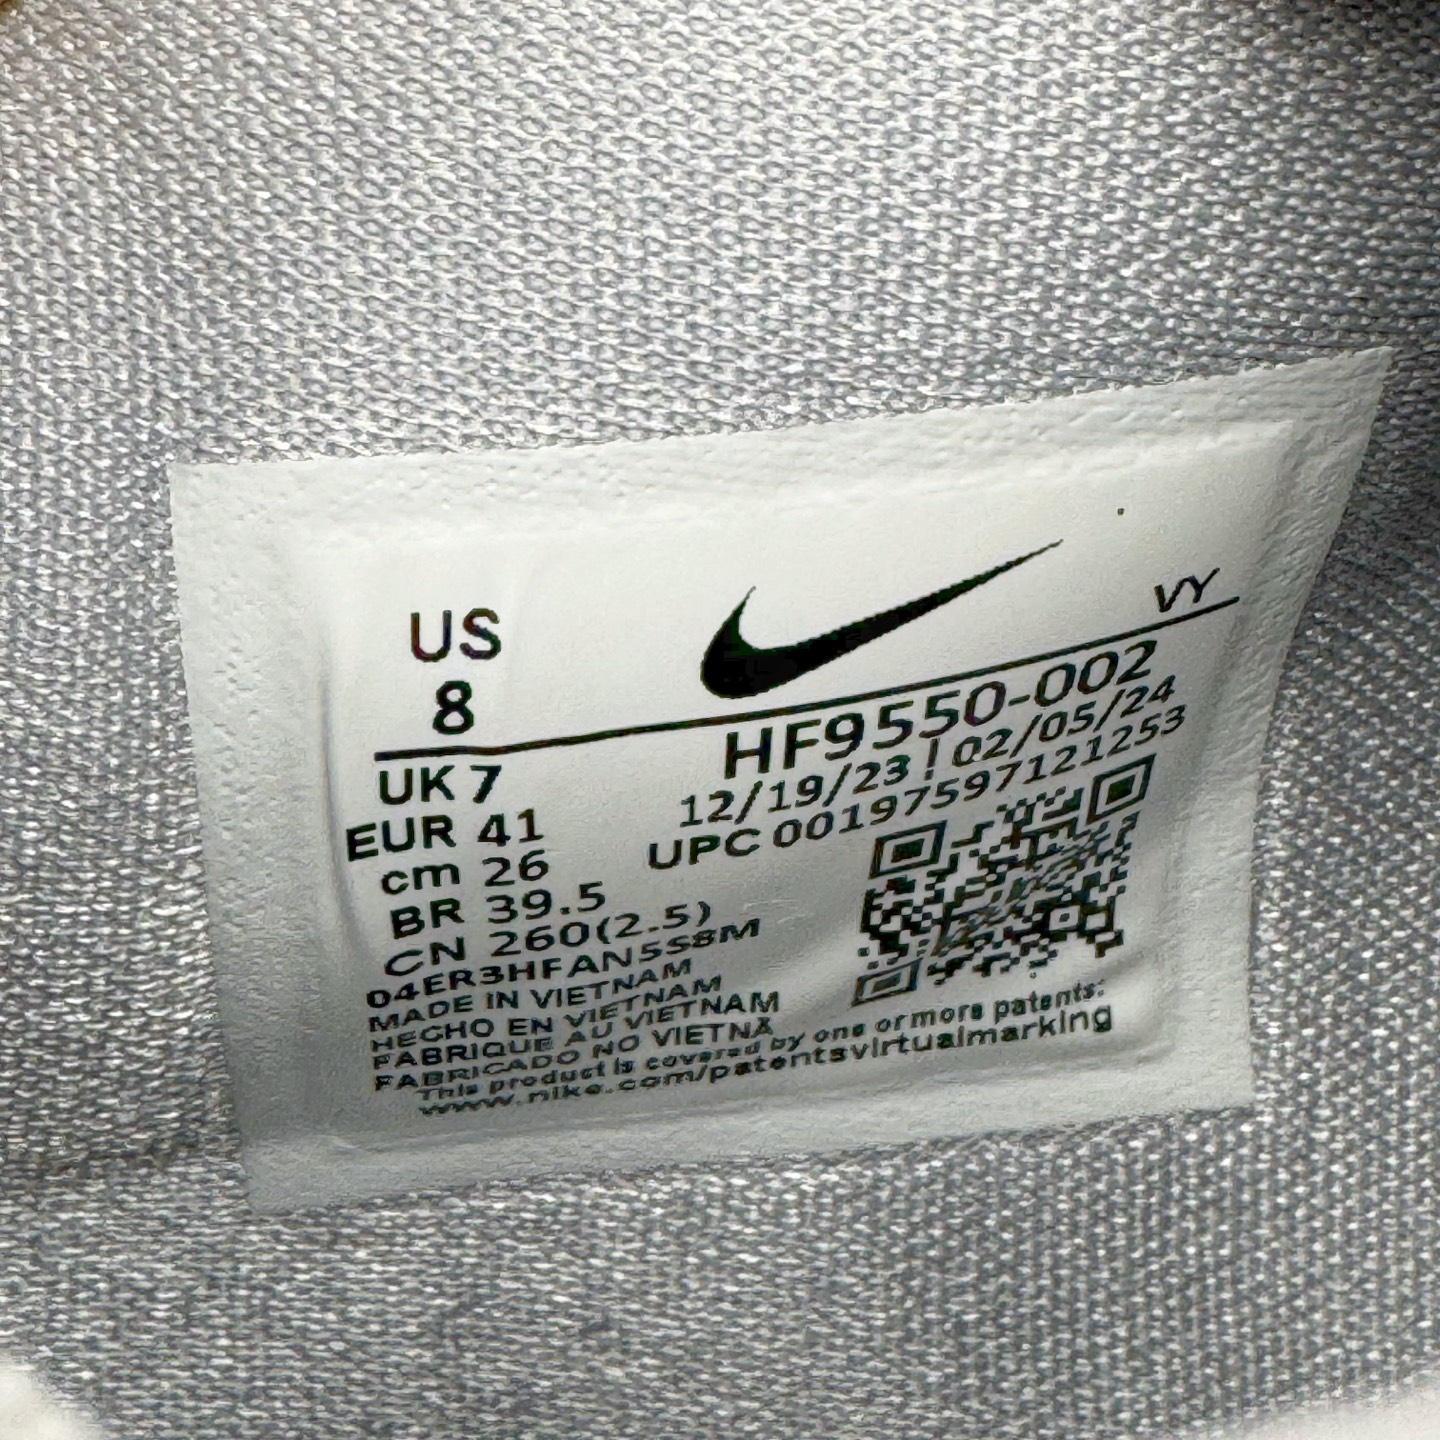 US
8
VY
UK 7
EUR 41
cm 26
BR 39.5
CN 260(2.5)
HF9550-002
12/19/23 | 02/05/24
UPC 00197597121253
04ER3HFAN5S8M
MADE IN VIETNAM
HECHO EN VIETNAM
FABRIQUE AU VIETNAM
FABRICADO NO VIETNÃ
This product is covered by one or more patents:
www.nike.com/patentsvirtualmarking